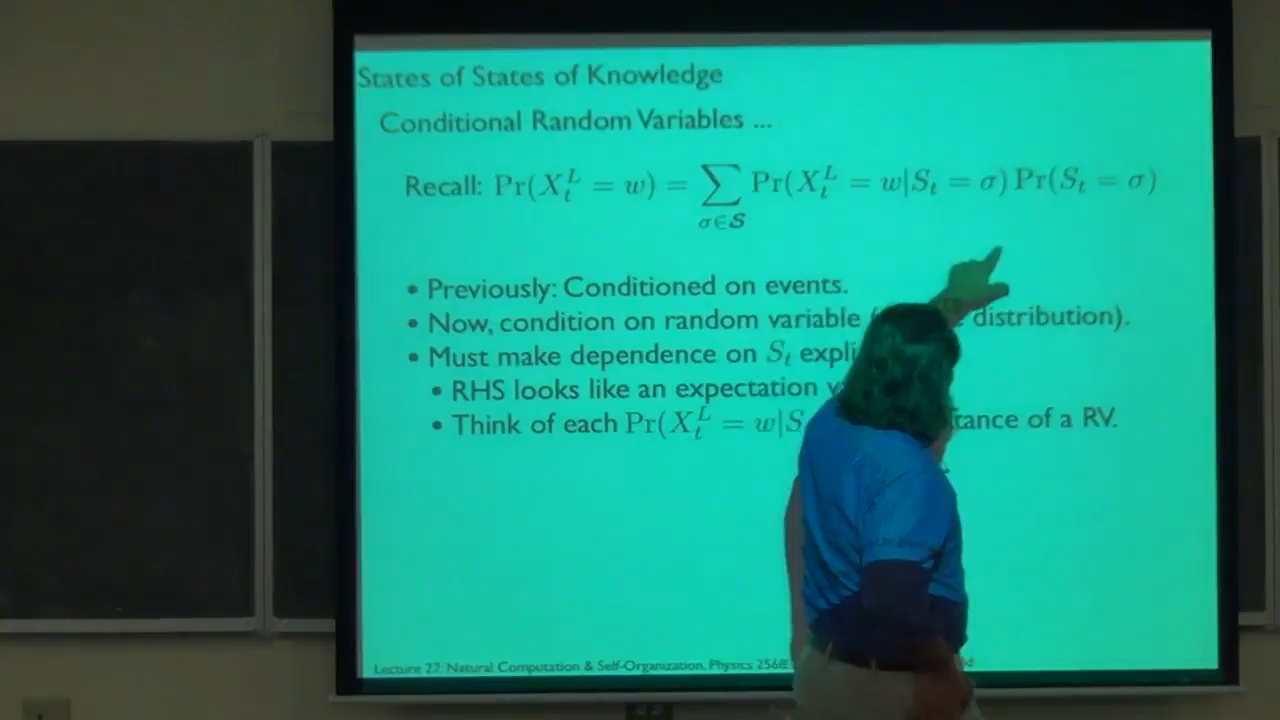 States of States of Knowledge
Conditional Random Variables ...
Recall: Pr(X_t^L = w) = ∑_{σ∈𝓢} Pr(X_t^L = w|S_t = σ) Pr(S_t = σ)
• Previously: Conditioned on events.
• Now, condition on random variable distribution).
• Must make dependence on S_t expli
• RHS looks like an expectation
• Think of each Pr(X_t^L = w|S tance of a RV.
Lecture 27: Natural Computation & Self-Organization, Physics 256B